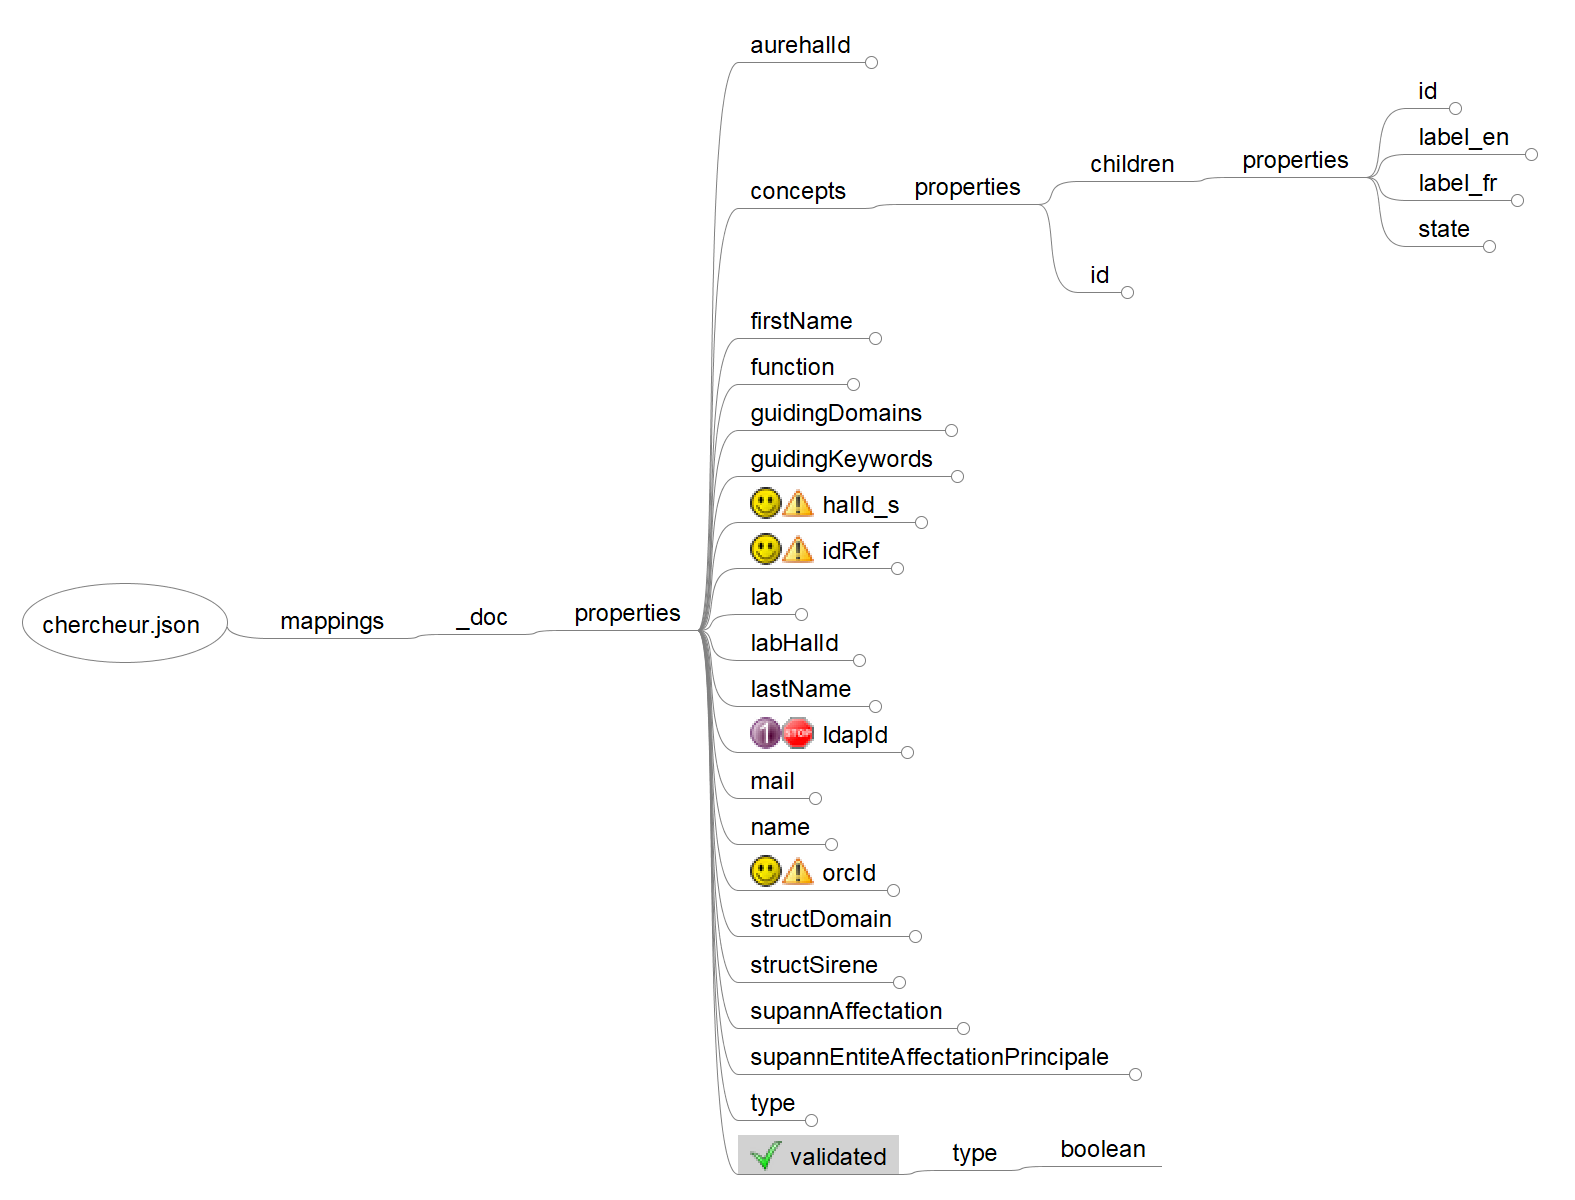 aurehalId
id
label_en
children
properties
label_fr
concepts
properties
state
id
firstName
function
guidingDomains
guidingKeywords
halId_s
idRef
lab
chercheur.json
mappings
_doc
properties
labHalId
lastName
1
STOP
ldapId
mail
name
orcId
structDomain
structSirene
supannAffectation
supannEntiteAffectationPrincipale
type
validated
type
boolean